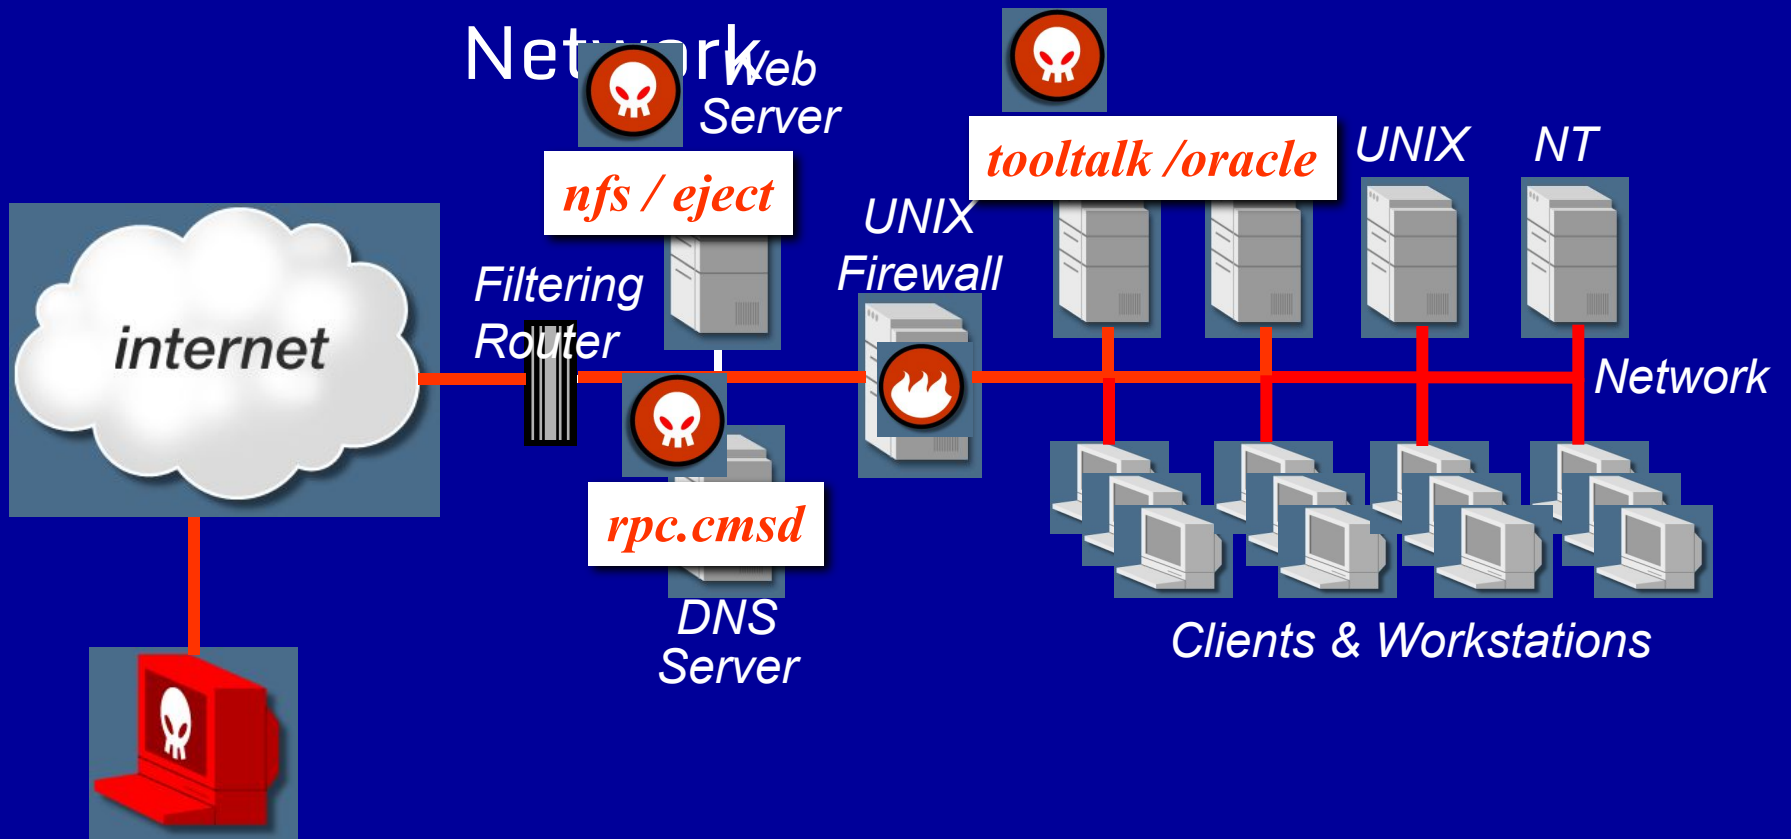 Network
Web
Server
nfs / eject
tooltalk /oracle
UNIX
NT
UNIX
Firewall
Filtering
Router
internet
Network
rpc.cmsd
DNS
Server
Clients & Workstations